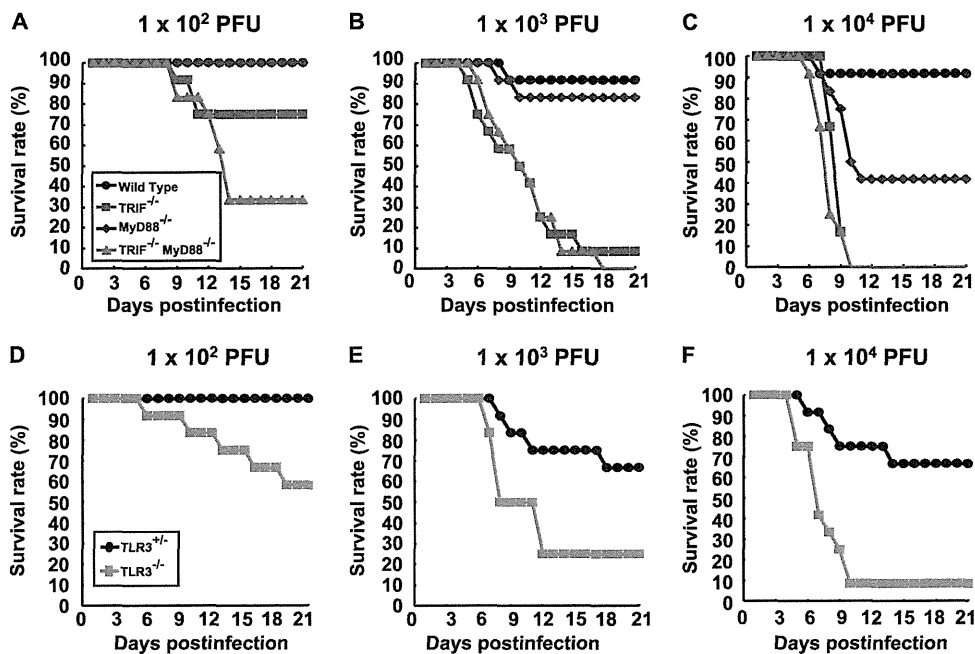 A 1 x 10² PFU
Survival rate (%)
100
90
80
70
60
50
40
30
20
10
0
Wild Type
TRIF⁻/⁻
MyD88⁻/⁻
TRIF⁻/⁻ MyD88⁻/⁻
0 3 6 9 12 15 18 21
Days postinfection
B 1 x 10³ PFU
Survival rate (%)
100
90
80
70
60
50
40
30
20
10
0
0 3 6 9 12 15 18 21
Days postinfection
C 1 x 10⁴ PFU
Survival rate (%)
100
90
80
70
60
50
40
30
20
10
0
0 3 6 9 12 15 18 21
Days postinfection
D 1 x 10² PFU
Survival rate (%)
100
90
80
70
60
50
40
30
20
10
0
TLR3⁺/⁻
TLR3⁻/⁻
0 3 6 9 12 15 18 21
Days postinfection
E 1 x 10³ PFU
Survival rate (%)
100
90
80
70
60
50
40
30
20
10
0
0 3 6 9 12 15 18 21
Days postinfection
F 1 x 10⁴ PFU
Survival rate (%)
100
90
80
70
60
50
40
30
20
10
0
0 3 6 9 12 15 18 21
Days postinfection